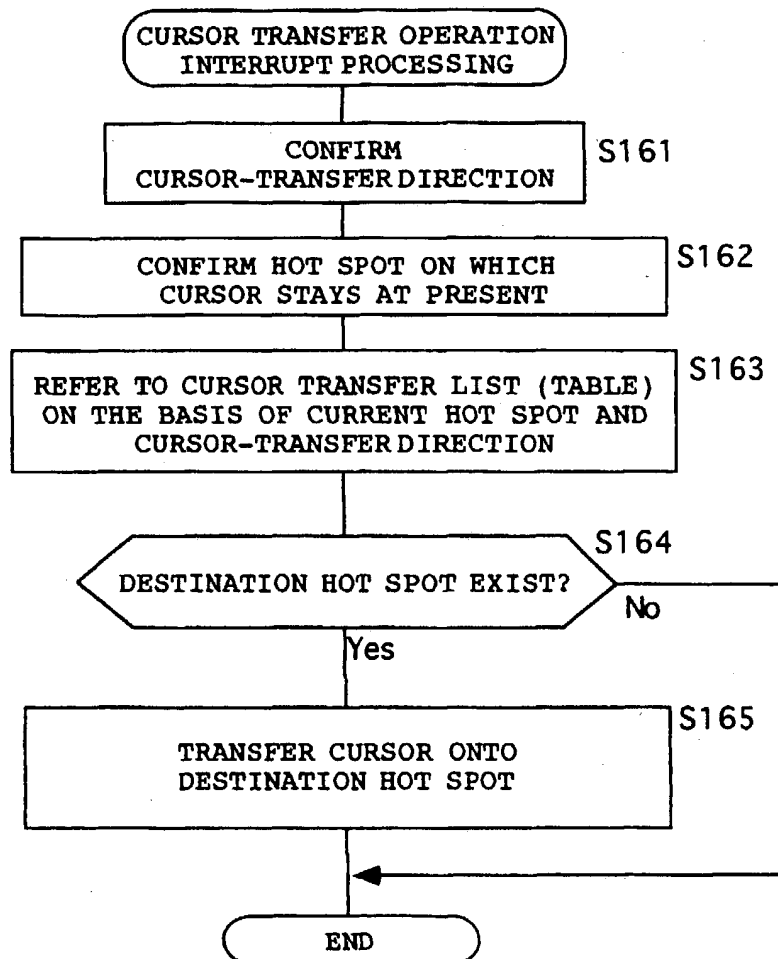 CURSOR TRANSFER OPERATION
INTERRUPT PROCESSING
CONFIRM
CURSOR-TRANSFER DIRECTION
S161
CONFIRM HOT SPOT ON WHICH
CURSOR STAYS AT PRESENT
S162
REFER TO CURSOR TRANSFER LIST (TABLE)
ON THE BASIS OF CURRENT HOT SPOT AND
CURSOR-TRANSFER DIRECTION
S163
DESTINATION HOT SPOT EXIST?
S164
No
Yes
TRANSFER CURSOR ONTO
DESTINATION HOT SPOT
S165
END